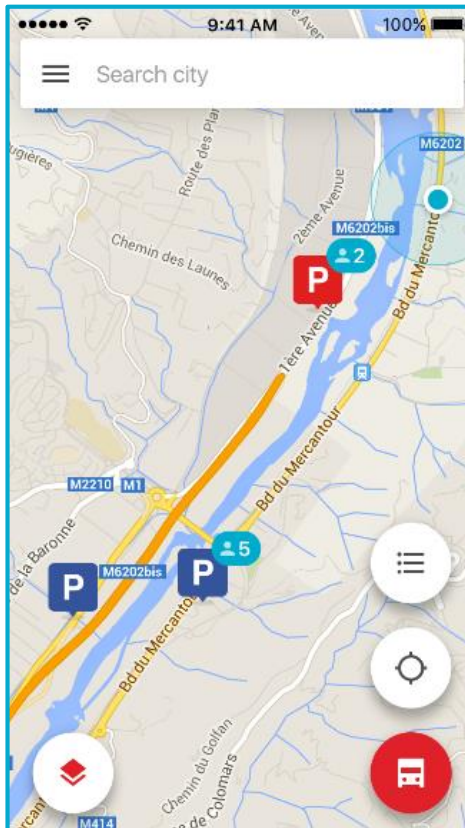 9:41 AM
100%
Search city
Route des Plan
M6202
2ème Avenue
M6202bis
2
Chemin des Launes
P
1ère Avenue
Bd du Mercantour
Bd du Mercantour
M2210
M1
de la Baronne
5
M6202bis
P
P
Bd du Mercantour
Chemin du Golfan
M414
de Colomars